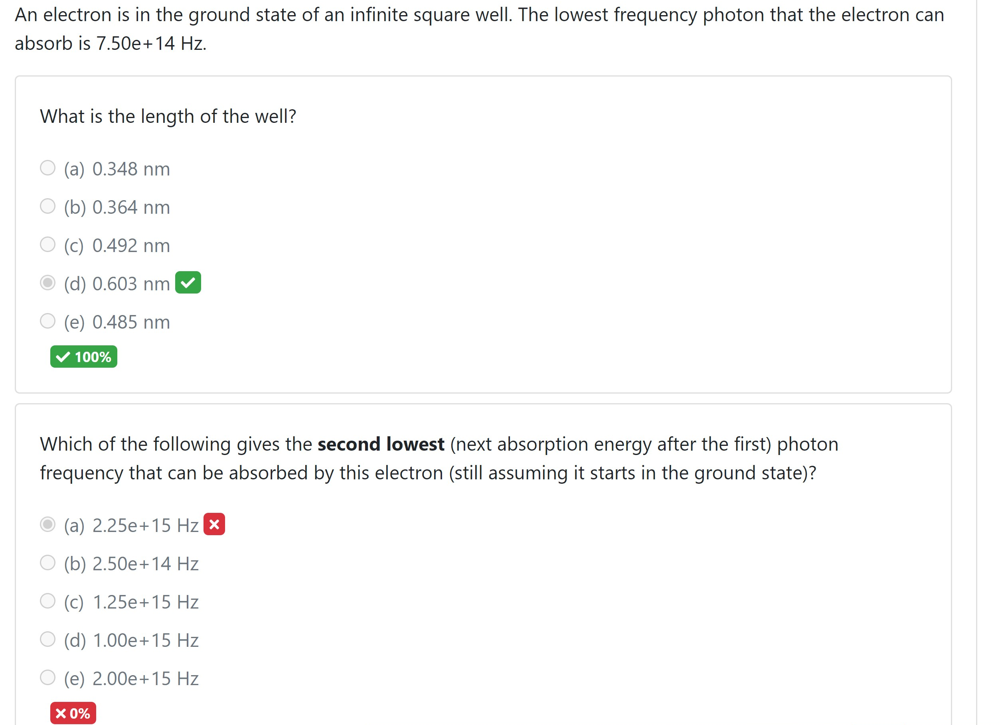 An electron is in the ground state of an infinite square well. The lowest frequency photon that the electron can
absorb is 7.50e+14 Hz.
What is the length of the well?
(a) 0.348 nm
(b) 0.364 nm
(c) 0.492 nm
(d) 0.603 nm
(e) 0.485 nm
100%
Which of the following gives the second lowest (next absorption energy after the first) photon
frequency that can be absorbed by this electron (still assuming it starts in the ground state)?
(a) 2.25e+15 Hz
(b) 2.50e+14 Hz
(c) 1.25e+15 Hz
(d) 1.00e+15 Hz
(e) 2.00e+15 Hz
0%